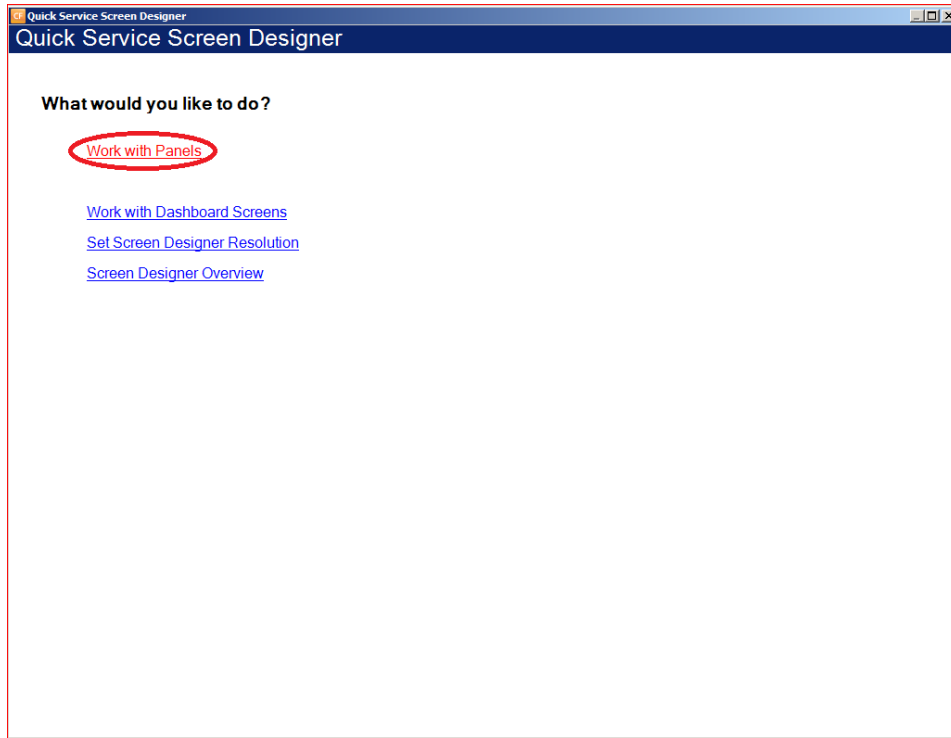 CF Quick Service Screen Designer
Quick Service Screen Designer
What would you like to do?
Work with Panels
Work with Dashboard Screens
Set Screen Designer Resolution
Screen Designer Overview